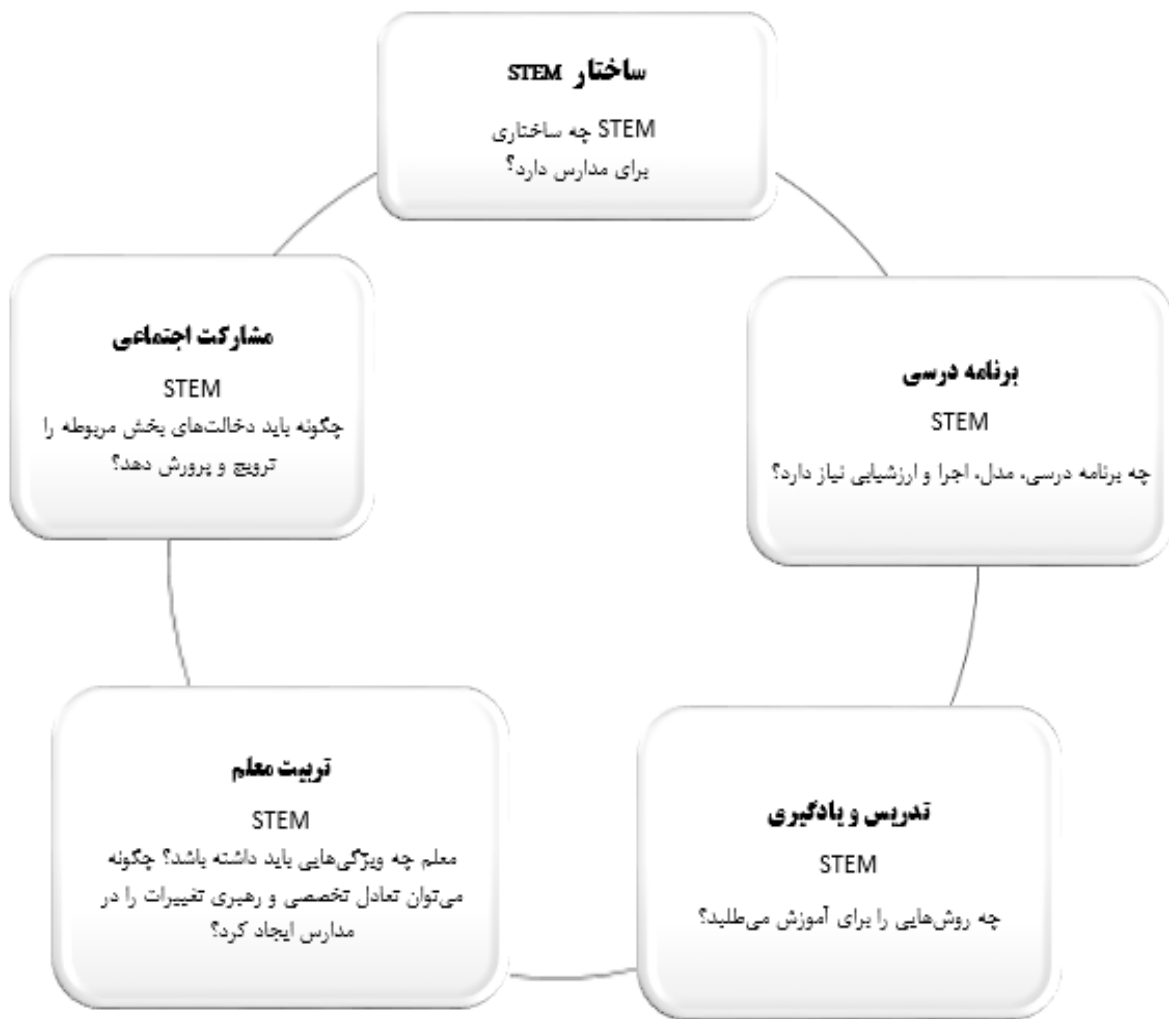 ساختار STEM
STEM چه ساختاری
برای مدارس دارد؟
برنامه درسی
STEM
چه برنامه درسی، مدل، اجرا و ارزشیابی نیاز دارد؟
تدریس و یادگیری
STEM
چه روش‌هایی را برای آموزش می‌طلبد؟
تربیت معلم
STEM
معلم چه ویژگی‌هایی باید داشته باشد؟ چگونه
می‌توان تعادل تخصصی و رهبری تغییرات را در
مدارس ایجاد کرد؟
مشارکت اجتماعی
STEM
چگونه باید دخالت‌های بخش مربوطه را
ترویج و پرورش دهد؟